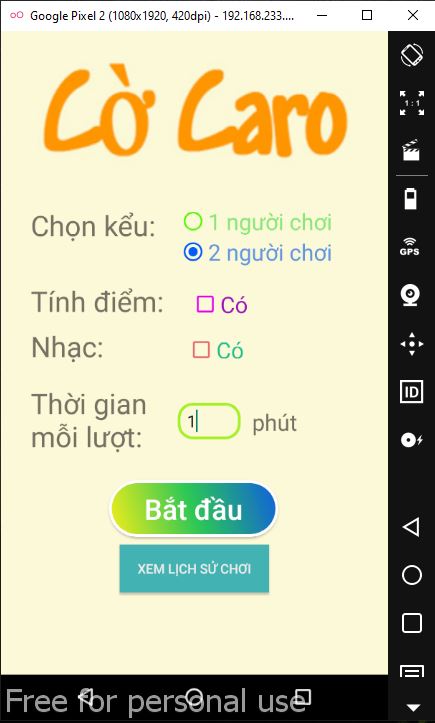 Google Pixel 2 (1080x1920, 420dpi) - 192.168.233....
Cờ Caro
Chọn kểu:
1 người chơi
2 người chơi
Tính điểm:
Có
Nhạc:
Có
Thời gian
mỗi lượt:
1
phút
Bắt đầu
XEM LỊCH SỬ CHƠI
Free for personal use
1:1
GPS
ID